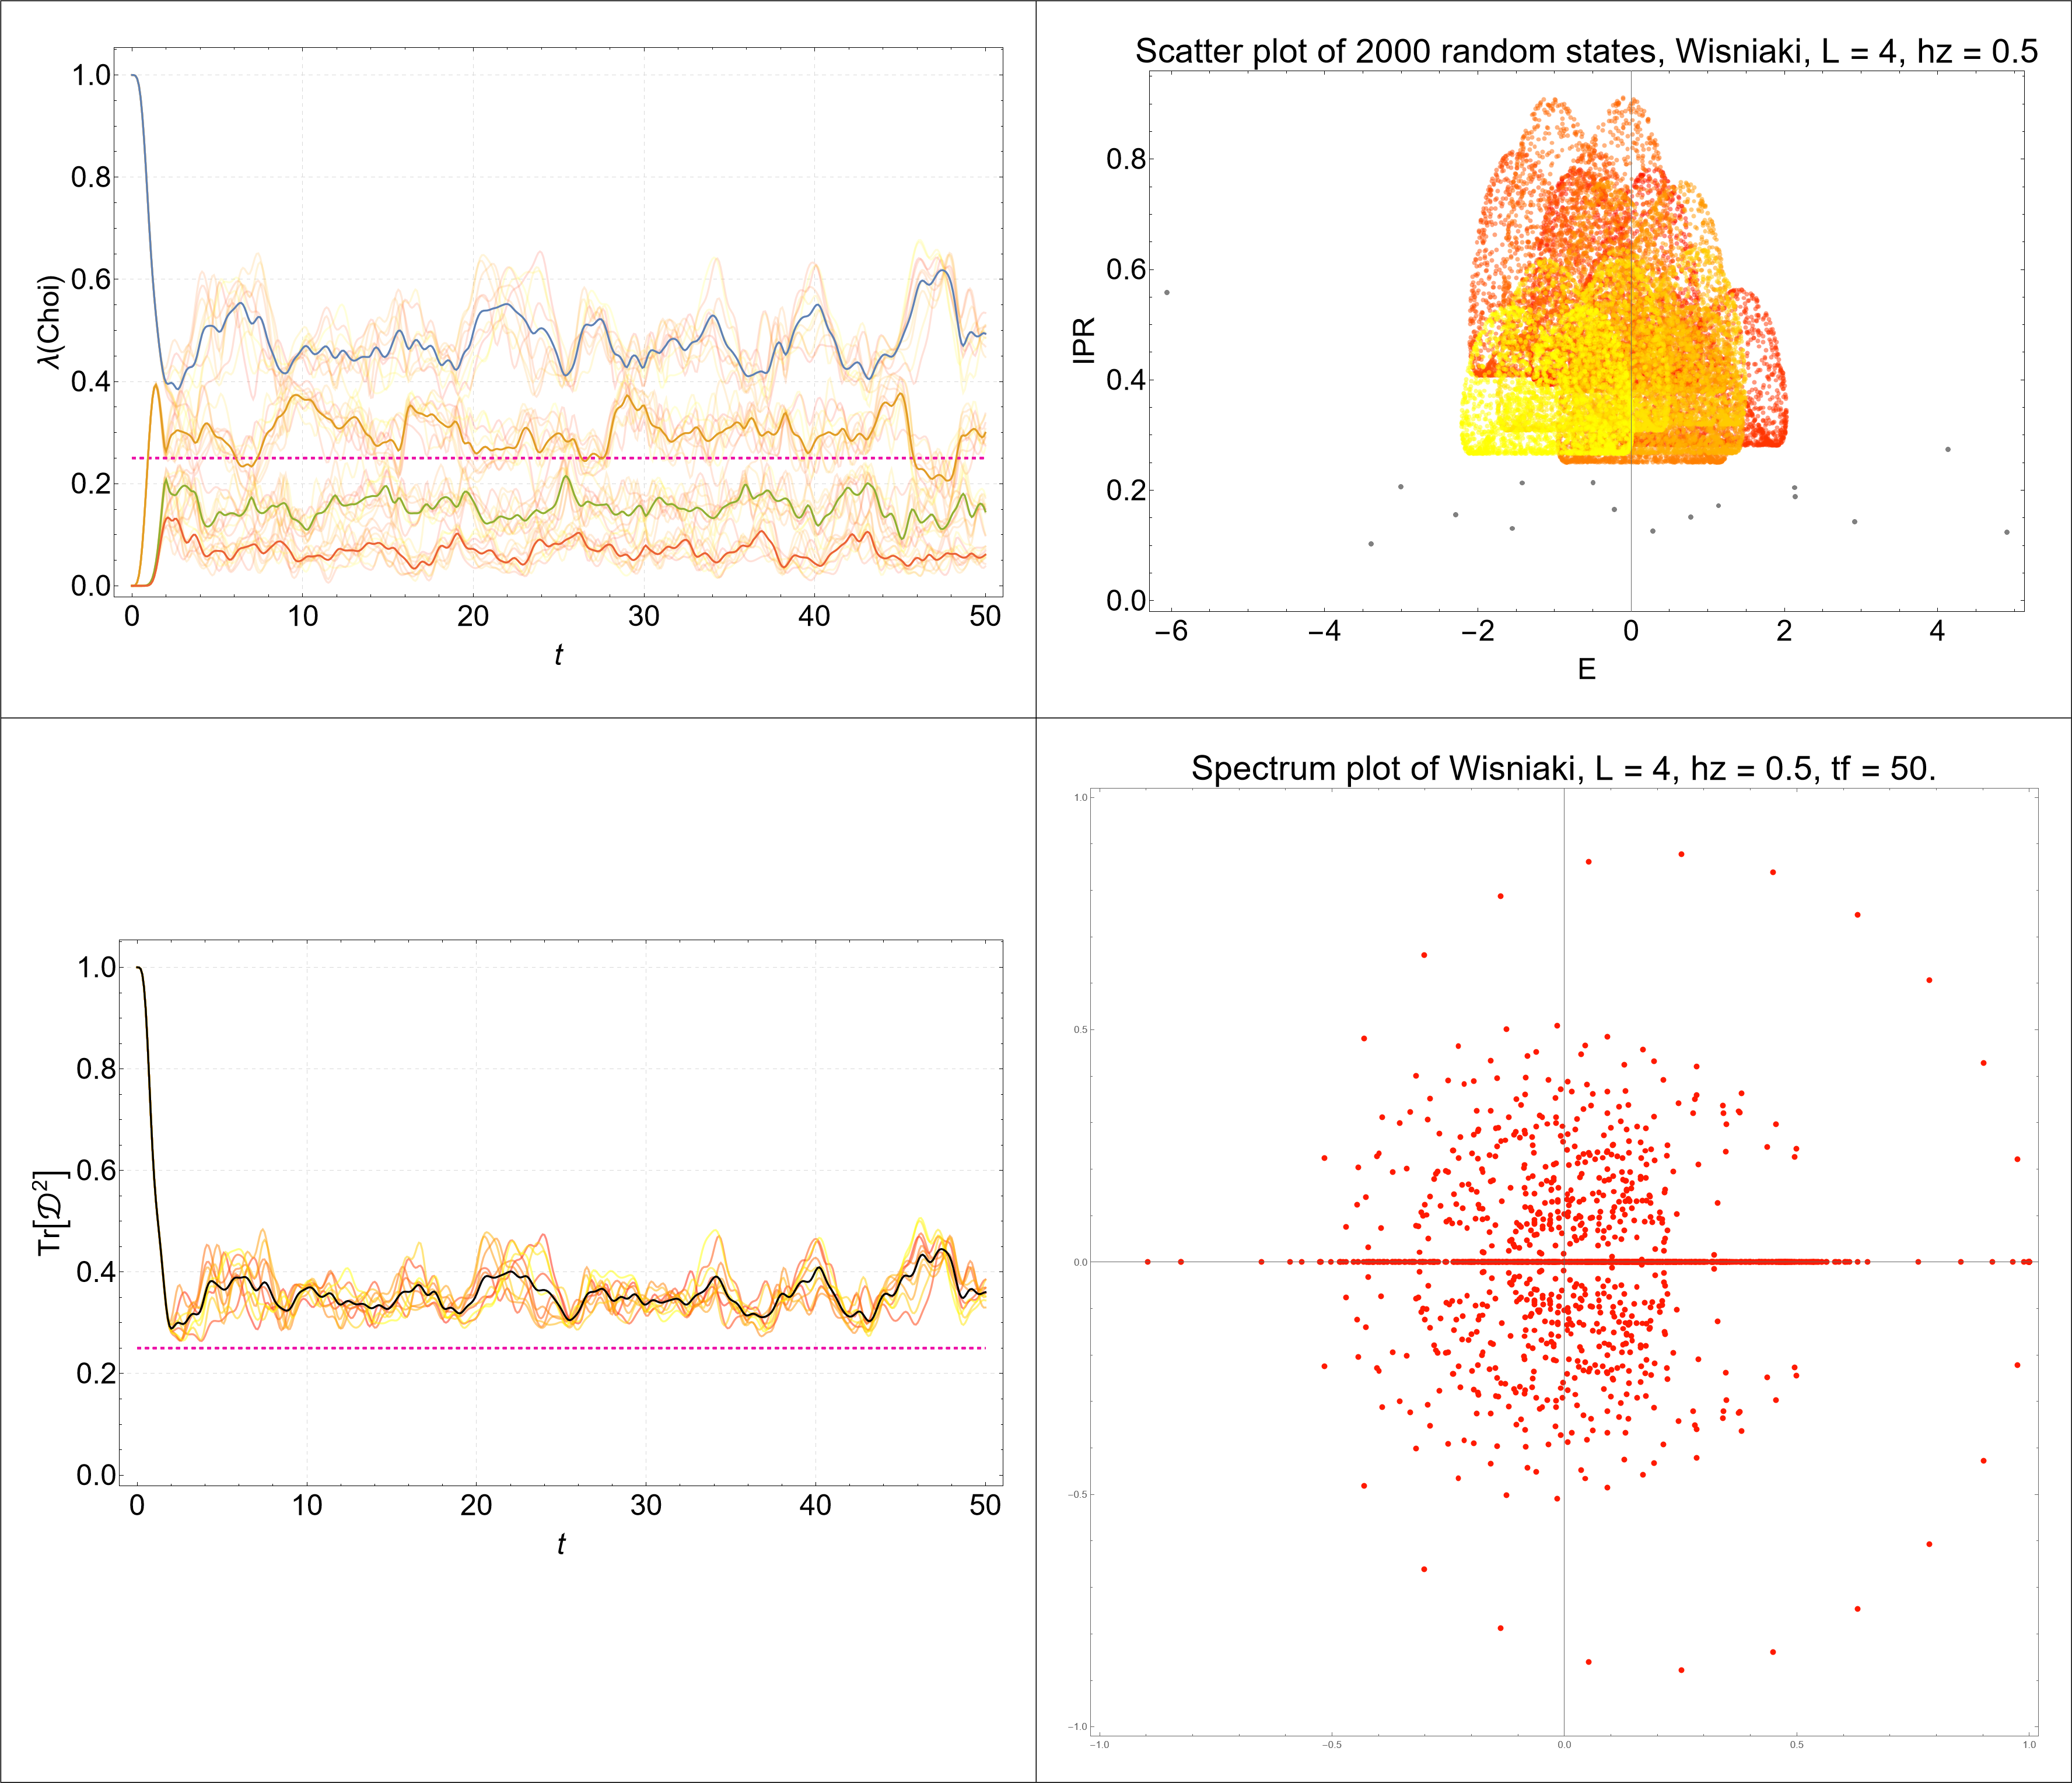 1.0
0.8
0.6
0.4
0.2
0.0
λ(Choi)
0 10 20 30 40 50
t
Scatter plot of 2000 random states, Wisniaki, L = 4, hz = 0.5
0.8
0.6
0.4
0.2
0.0
IPR
−6 −4 −2 0 2 4
E
1.0
0.8
0.6
0.4
0.2
0.0
Tr[𝒟²]
0 10 20 30 40 50
t
Spectrum plot of Wisniaki, L = 4, hz = 0.5, tf = 50.
1.0
0.5
0.0
−0.5
−1.0
−1.0 −0.5 0.0 0.5 1.0